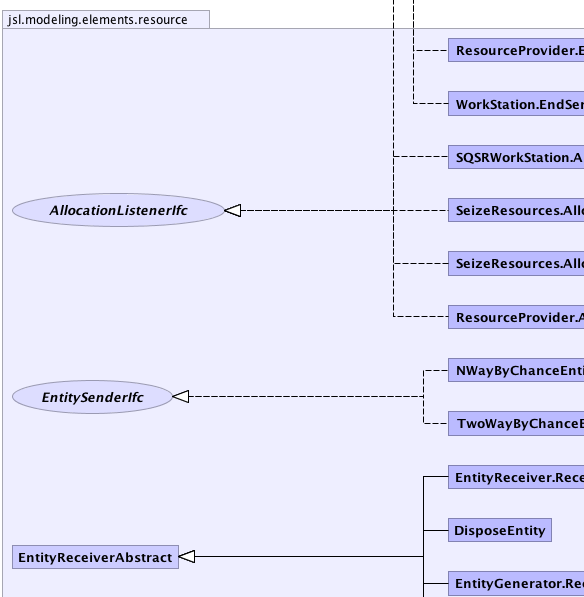 jsl.modeling.elements.resource
ResourceProvider.E
WorkStation.EndSer
SQSRWorkStation.A
AllocationListenerIfc
SeizeResources.Allo
SeizeResources.Allo
ResourceProvider.A
NWayByChanceEnti
EntitySenderIfc
TwoWayByChanceE
EntityReceiver.Rece
DisposeEntity
EntityReceiverAbstract
EntityGenerator.Rec